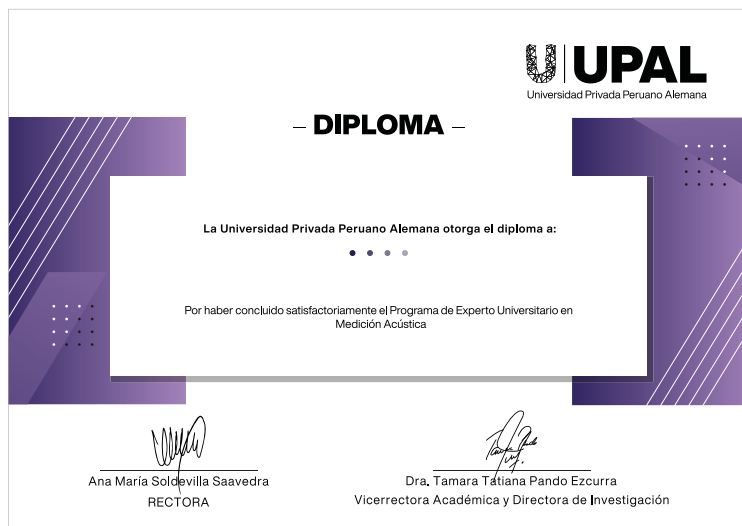 UPAL
Universidad Privada Peruano Alemana
– DIPLOMA –
La Universidad Privada Peruano Alemana otorga el diploma a:
Por haber concluido satisfactoriamente el Programa de Experto Universitario en
Medición Acústica
Ana María Soldevilla Saavedra
RECTORA
Dra. Tamara Tatiana Pando Ezcurra
Vicerrectora Académica y Directora de Investigación